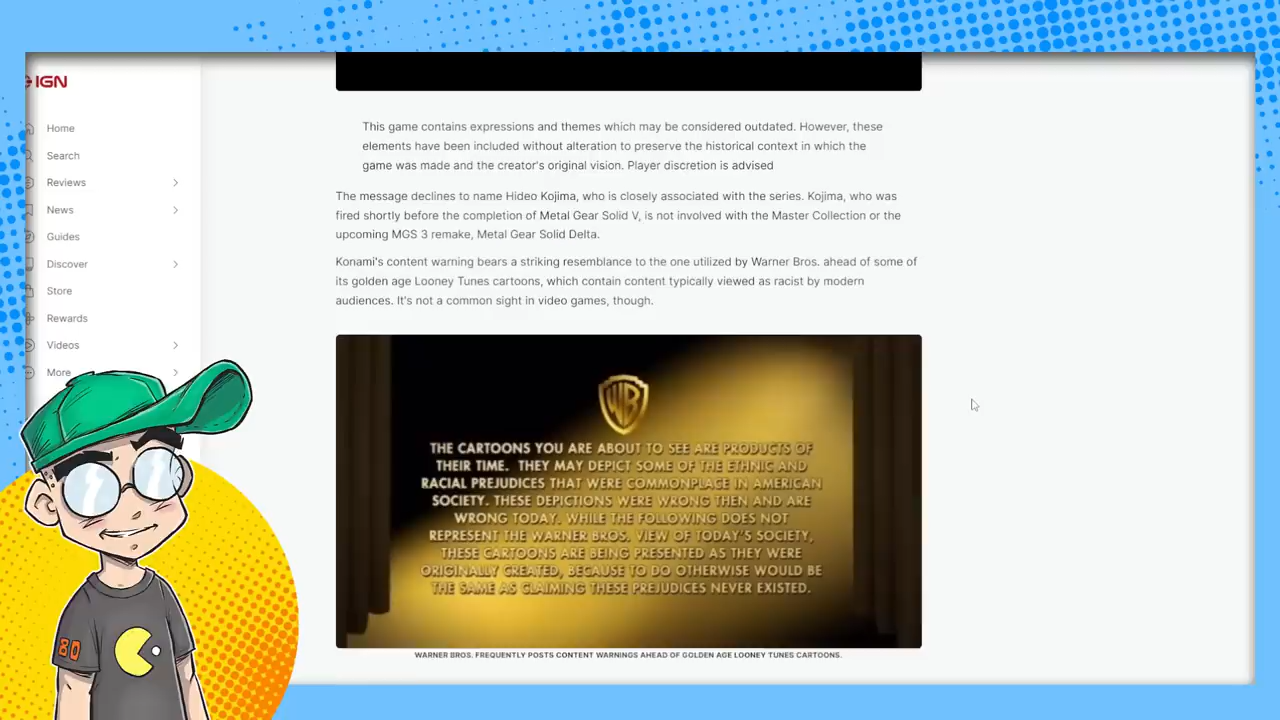 IGN
Home
Search
Reviews
News
Guides
Discover
Store
Rewards
Videos
More
This game contains expressions and themes which may be considered outdated. However, these
elements have been included without alteration to preserve the historical context in which the
game was made and the creator's original vision. Player discretion is advised
The message declines to name Hideo Kojima, who is closely associated with the series. Kojima, who was
fired shortly before the completion of Metal Gear Solid V, is not involved with the Master Collection or the
upcoming MGS 3 remake, Metal Gear Solid Delta.
Konami's content warning bears a striking resemblance to the one utilized by Warner Bros. ahead of some of
its golden age Looney Tunes cartoons, which contain content typically viewed as racist by modern
audiences. It's not a common sight in video games, though.
WB
THE CARTOONS YOU ARE ABOUT TO SEE ARE PRODUCTS OF
THEIR TIME. THEY MAY DEPICT SOME OF THE ETHNIC AND
RACIAL PREJUDICES THAT WERE COMMONPLACE IN AMERICAN
SOCIETY. THESE DEPICTIONS WERE WRONG THEN AND ARE
WRONG TODAY. WHILE THE FOLLOWING DOES NOT
REPRESENT THE WARNER BROS. VIEW OF TODAY'S SOCIETY,
THESE CARTOONS ARE BEING PRESENTED AS THEY WERE
ORIGINALLY CREATED, BECAUSE TO DO OTHERWISE WOULD BE
THE SAME AS CLAIMING THESE PREJUDICES NEVER EXISTED.
WARNER BROS. FREQUENTLY POSTS CONTENT WARNINGS AHEAD OF GOLDEN AGE LOONEY TUNES CARTOONS.
80